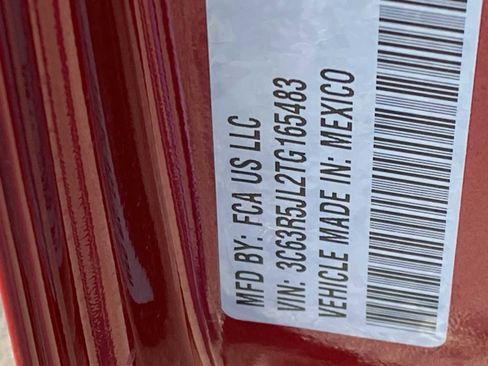 MFD BY: FCA US LLC
VIN: 3C63R5JL2TG165483
VEHICLE MADE IN: MEXICO